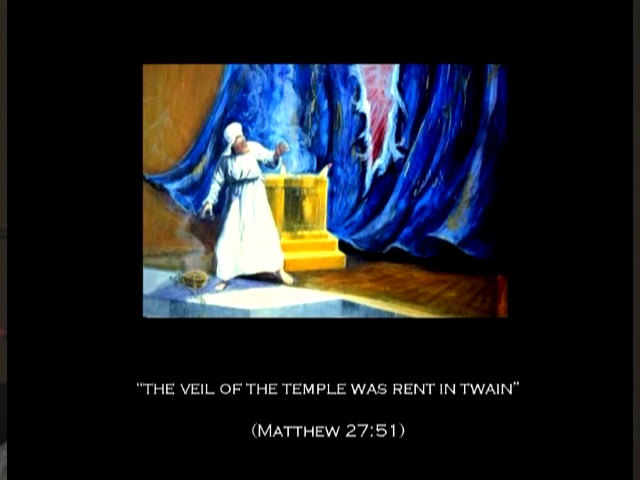 “THE VEIL OF THE TEMPLE WAS RENT IN TWAIN”
(MATTHEW 27:51)